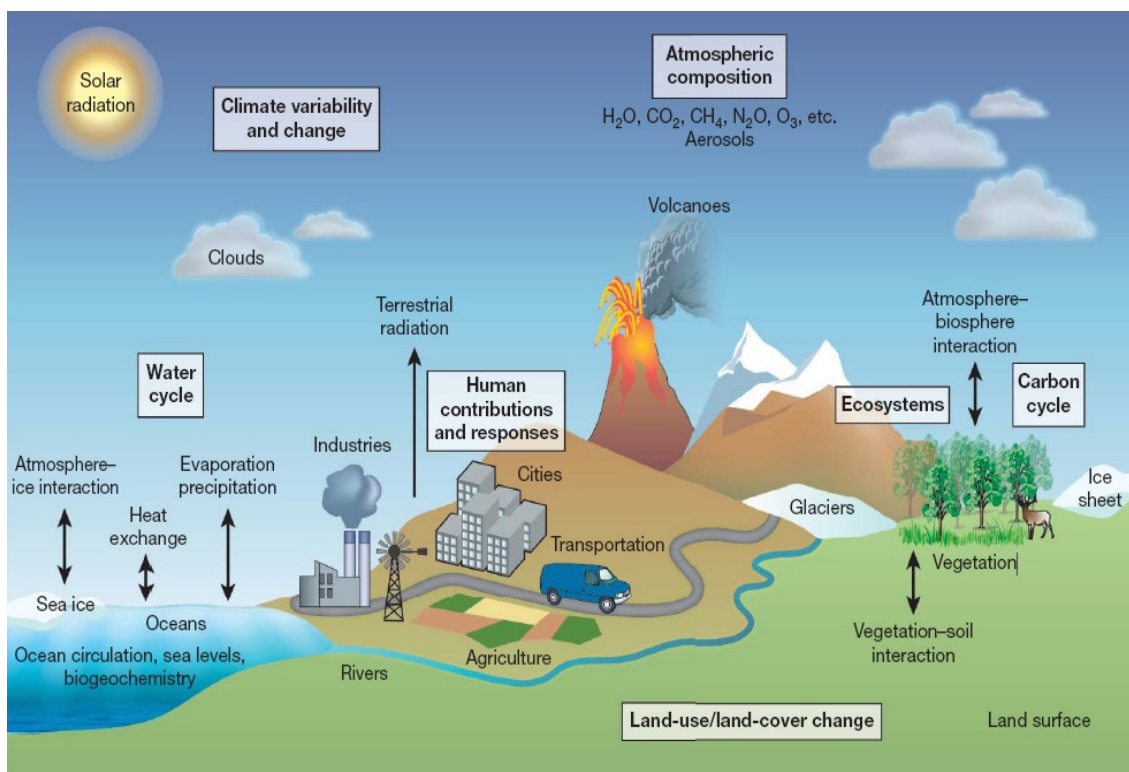 Solar
radiation
Climate variability
and change
Atmospheric
composition
H₂O, CO₂, CH₄, N₂O, O₃, etc.
Aerosols
Volcanoes
Clouds
Terrestrial
radiation
Atmosphere–
biosphere
interaction
Water
cycle
Human
contributions
and responses
Ecosystems
Carbon
cycle
Industries
Cities
Atmosphere–
ice interaction
Evaporation
precipitation
Heat
exchange
Transportation
Glaciers
Ice
sheet
Vegetation
Sea ice
Oceans
Ocean circulation, sea levels,
biogeochemistry
Rivers
Agriculture
Vegetation–soil
interaction
Land-use/land-cover change
Land surface